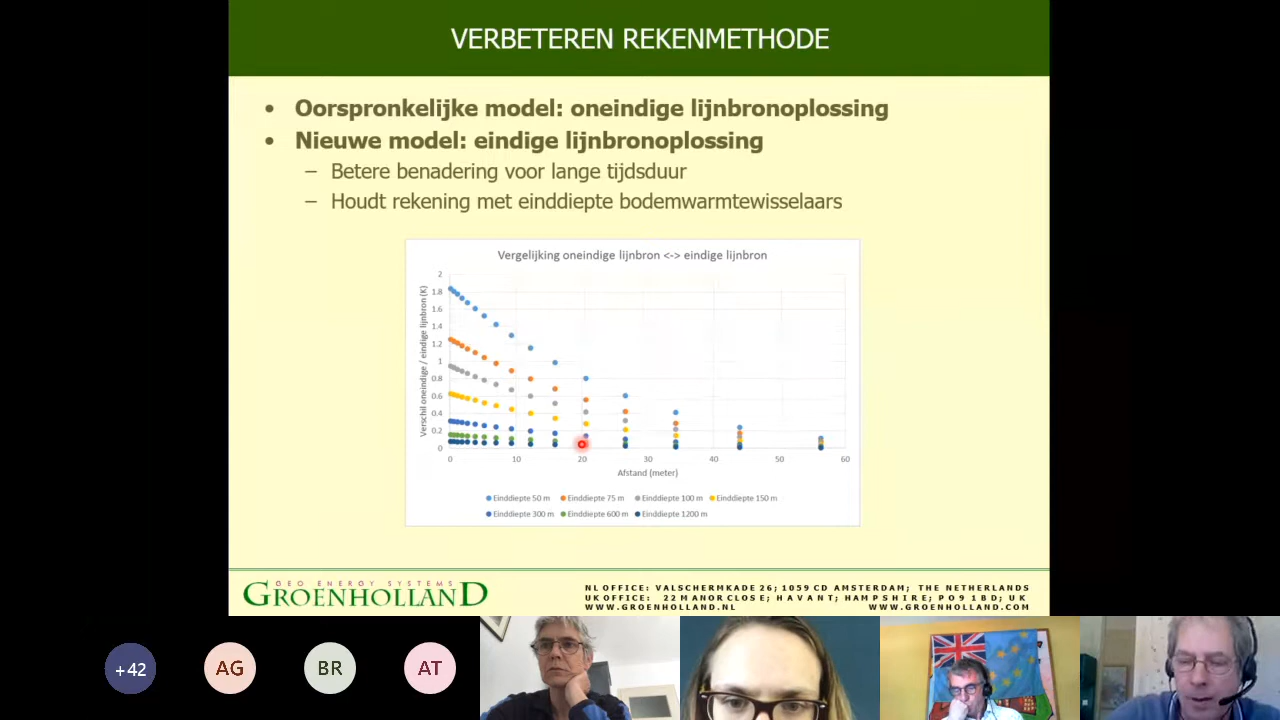 VERBETEREN REKENMETHODE
• Oorspronkelijke model: oneindige lijnbronoplossing
• Nieuwe model: eindige lijnbronoplossing
– Betere benadering voor lange tijdsduur
– Houdt rekening met einddiepte bodemwarmtewisselaars
Vergelijking oneindige lijnbron <-> eindige lijnbron
Verschil oneindige / eindige lijnbron (K)
2
1.8
1.6
1.4
1.2
1
0.8
0.6
0.4
0.2
0
0 10 20 30 40 50 60
Afstand (meter)
Einddiepte 50 m Einddiepte 75 m Einddiepte 100 m Einddiepte 150 m
Einddiepte 300 m Einddiepte 600 m Einddiepte 1200 m
GEO ENERGY SYSTEMS
GROENHOLLAND
NL OFFICE: VALSCHERMKADE 26; 1059 CD AMSTERDAM; THE NETHERLANDS
UK OFFICE: 22 MANOR CLOSE; HAVANT; HAMPSHIRE; PO9 1BD; UK
WWW.GROENHOLLAND.NL WWW.GROENHOLLAND.COM
+42 AG BR AT